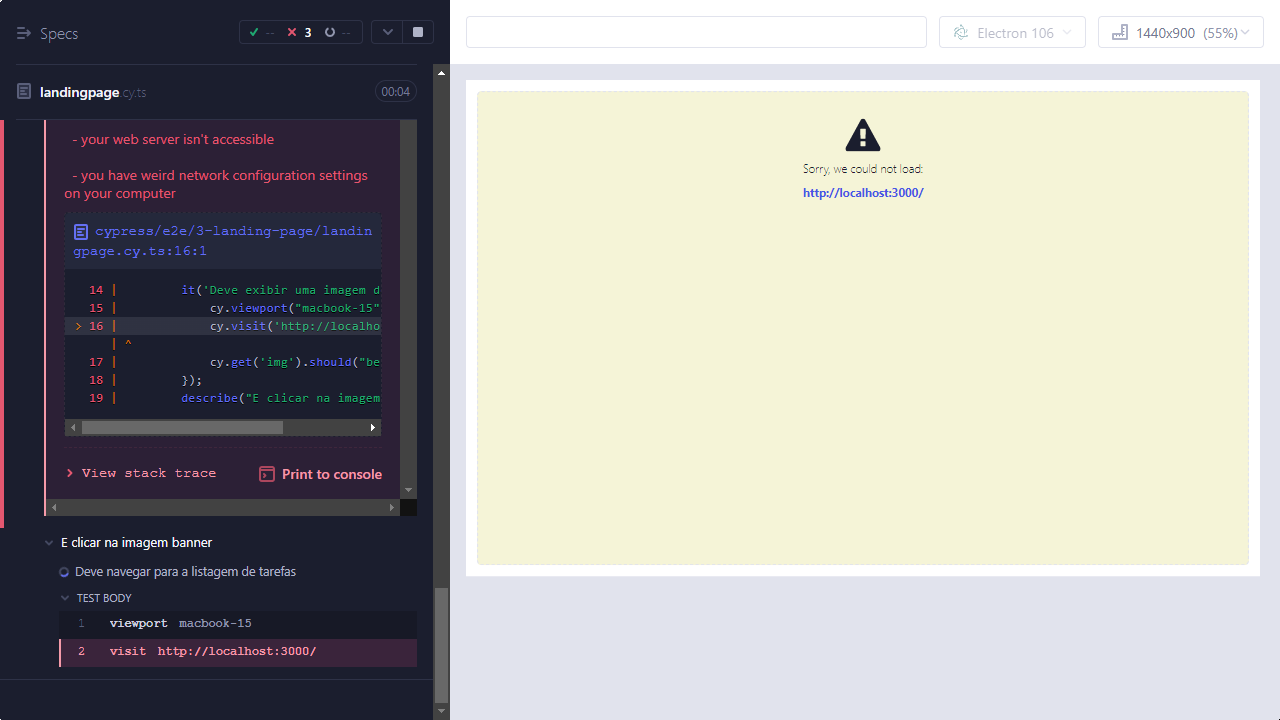 Specs
--
3
--
Electron 106
1440x900 (55%)
landingpage.cy.ts
00:04
- your web server isn't accessible
- you have weird network configuration settings
on your computer
cypress/e2e/3-landing-page/landin
gpage.cy.ts:16:1
14 | it('Deve exibir uma imagem d
15 | cy.viewport("macbook-15"
> 16 | cy.visit('http://localho
| ^
17 | cy.get('img').should("be
18 | });
19 | describe("E clicar na imagem
View stack trace
Print to console
E clicar na imagem banner
Deve navegar para a listagem de tarefas
TEST BODY
1 viewport macbook-15
2 visit http://localhost:3000/
Sorry, we could not load:
http://localhost:3000/